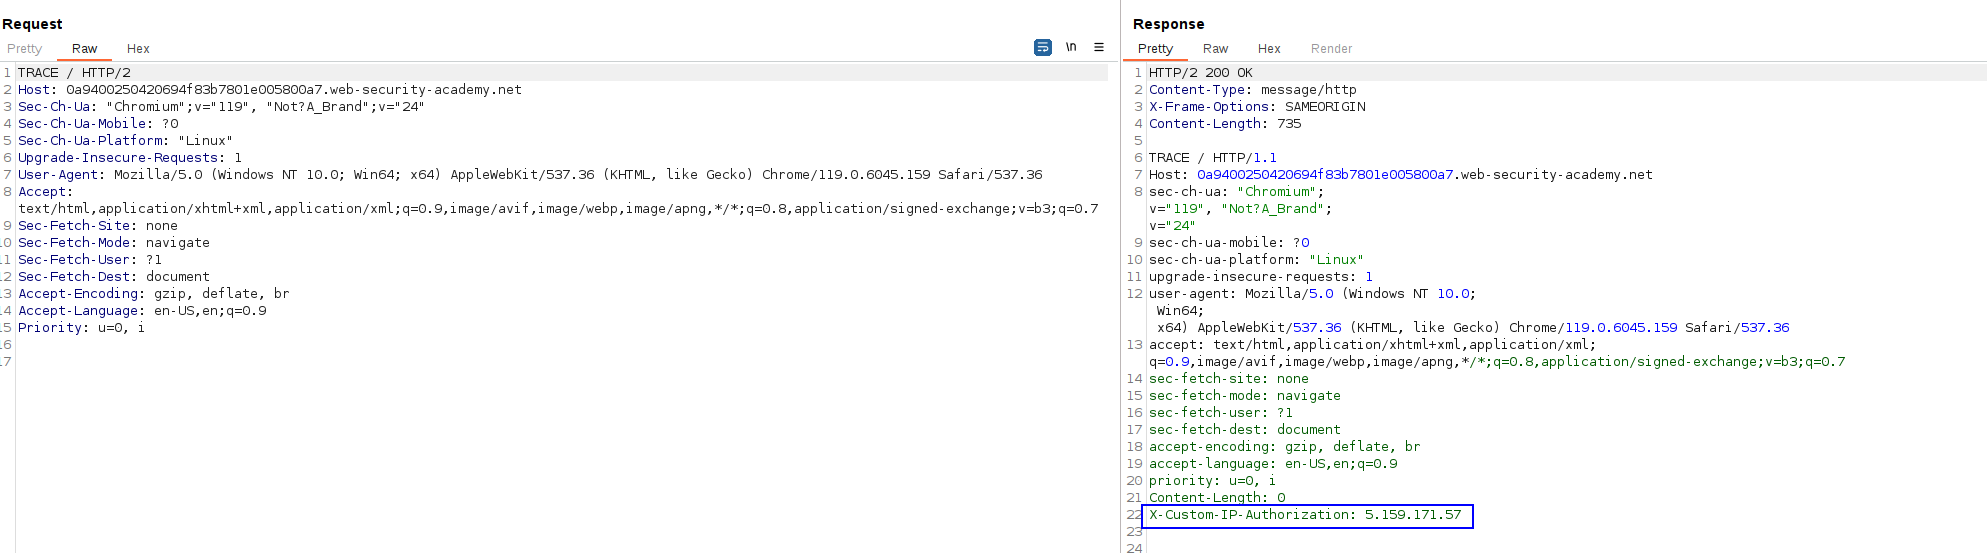 Request
Pretty Raw Hex
\n
1 TRACE / HTTP/2
2 Host: 0a9400250420694f83b7801e005800a7.web-security-academy.net
3 Sec-Ch-Ua: "Chromium";v="119", "Not?A_Brand";v="24"
4 Sec-Ch-Ua-Mobile: ?0
5 Sec-Ch-Ua-Platform: "Linux"
6 Upgrade-Insecure-Requests: 1
7 User-Agent: Mozilla/5.0 (Windows NT 10.0; Win64; x64) AppleWebKit/537.36 (KHTML, like Gecko) Chrome/119.0.6045.159 Safari/537.36
8 Accept:
text/html,application/xhtml+xml,application/xml;q=0.9,image/avif,image/webp,image/apng,*/*;q=0.8,application/signed-exchange;v=b3;q=0.7
9 Sec-Fetch-Site: none
10 Sec-Fetch-Mode: navigate
11 Sec-Fetch-User: ?1
12 Sec-Fetch-Dest: document
13 Accept-Encoding: gzip, deflate, br
14 Accept-Language: en-US,en;q=0.9
15 Priority: u=0, i
16
17
Response
Pretty Raw Hex Render
1 HTTP/2 200 OK
2 Content-Type: message/http
3 X-Frame-Options: SAMEORIGIN
4 Content-Length: 735
5
6 TRACE / HTTP/1.1
7 Host: 0a9400250420694f83b7801e005800a7.web-security-academy.net
8 sec-ch-ua: "Chromium";
v="119", "Not?A_Brand";
v="24"
9 sec-ch-ua-mobile: ?0
10 sec-ch-ua-platform: "Linux"
11 upgrade-insecure-requests: 1
12 user-agent: Mozilla/5.0 (Windows NT 10.0;
Win64;
x64) AppleWebKit/537.36 (KHTML, like Gecko) Chrome/119.0.6045.159 Safari/537.36
13 accept: text/html,application/xhtml+xml,application/xml;
q=0.9,image/avif,image/webp,image/apng,*/*;q=0.8,application/signed-exchange;v=b3;q=0.7
14 sec-fetch-site: none
15 sec-fetch-mode: navigate
16 sec-fetch-user: ?1
17 sec-fetch-dest: document
18 accept-encoding: gzip, deflate, br
19 accept-language: en-US,en;q=0.9
20 priority: u=0, i
21 Content-Length: 0
22 X-Custom-IP-Authorization: 5.159.171.57
23
24